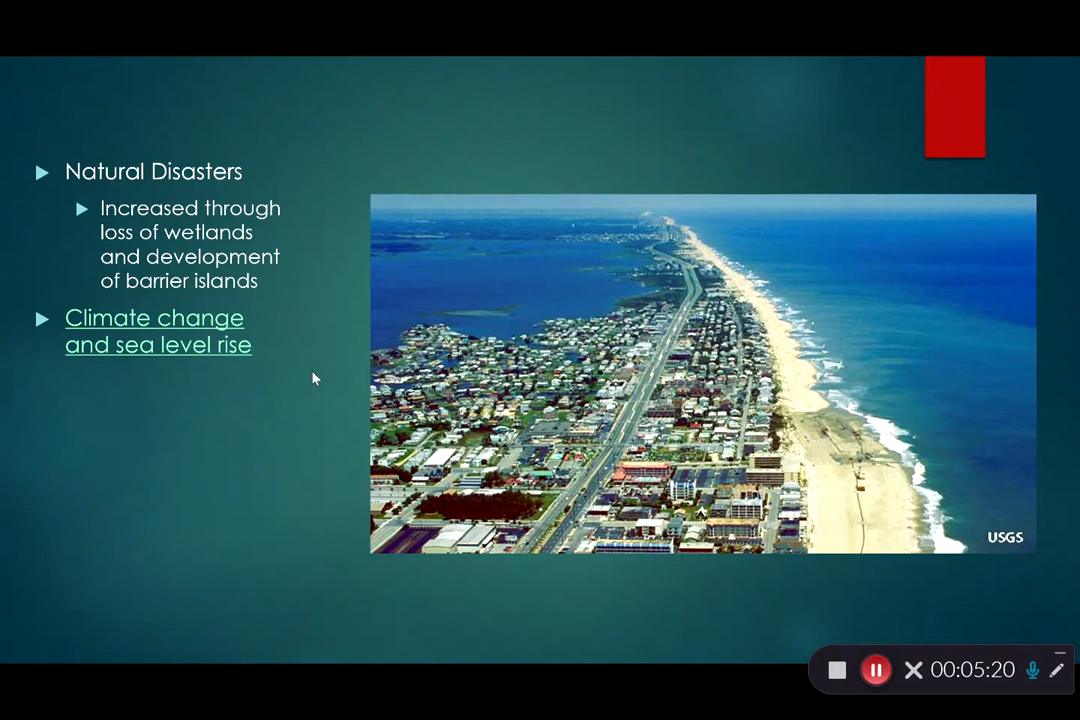 Natural Disasters
Increased through
loss of wetlands
and development
of barrier islands
Climate change
and sea level rise
USGS
00:05:20